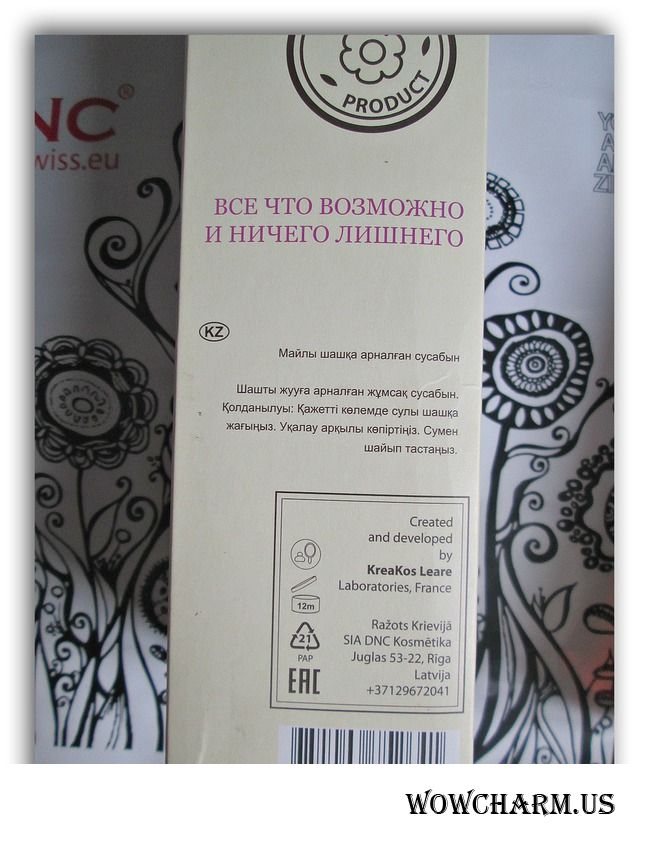 PRODUCT
NC®
wiss.eu
ВСЕ ЧТО ВОЗМОЖНО
И НИЧЕГО ЛИШНЕГО
KZ
Майлы шашқа арналған сусабын
Шашты жууға арналған жұмсақ сусабын.
Қолданылуы: Қажетті көлемде сулы шашқа
жағыңыз. Уқалау арқылы көпіртіңіз. Сумен
шайып тастаңыз.
Created
and developed
by
KreaKos Leare
Laboratories, France
12m
21
PAP
EAC
Ražots Krievijā
SIA DNC Kosmētika
Juglas 53-22, Rīga
Latvija
+37129672041
WOWCHARM.US